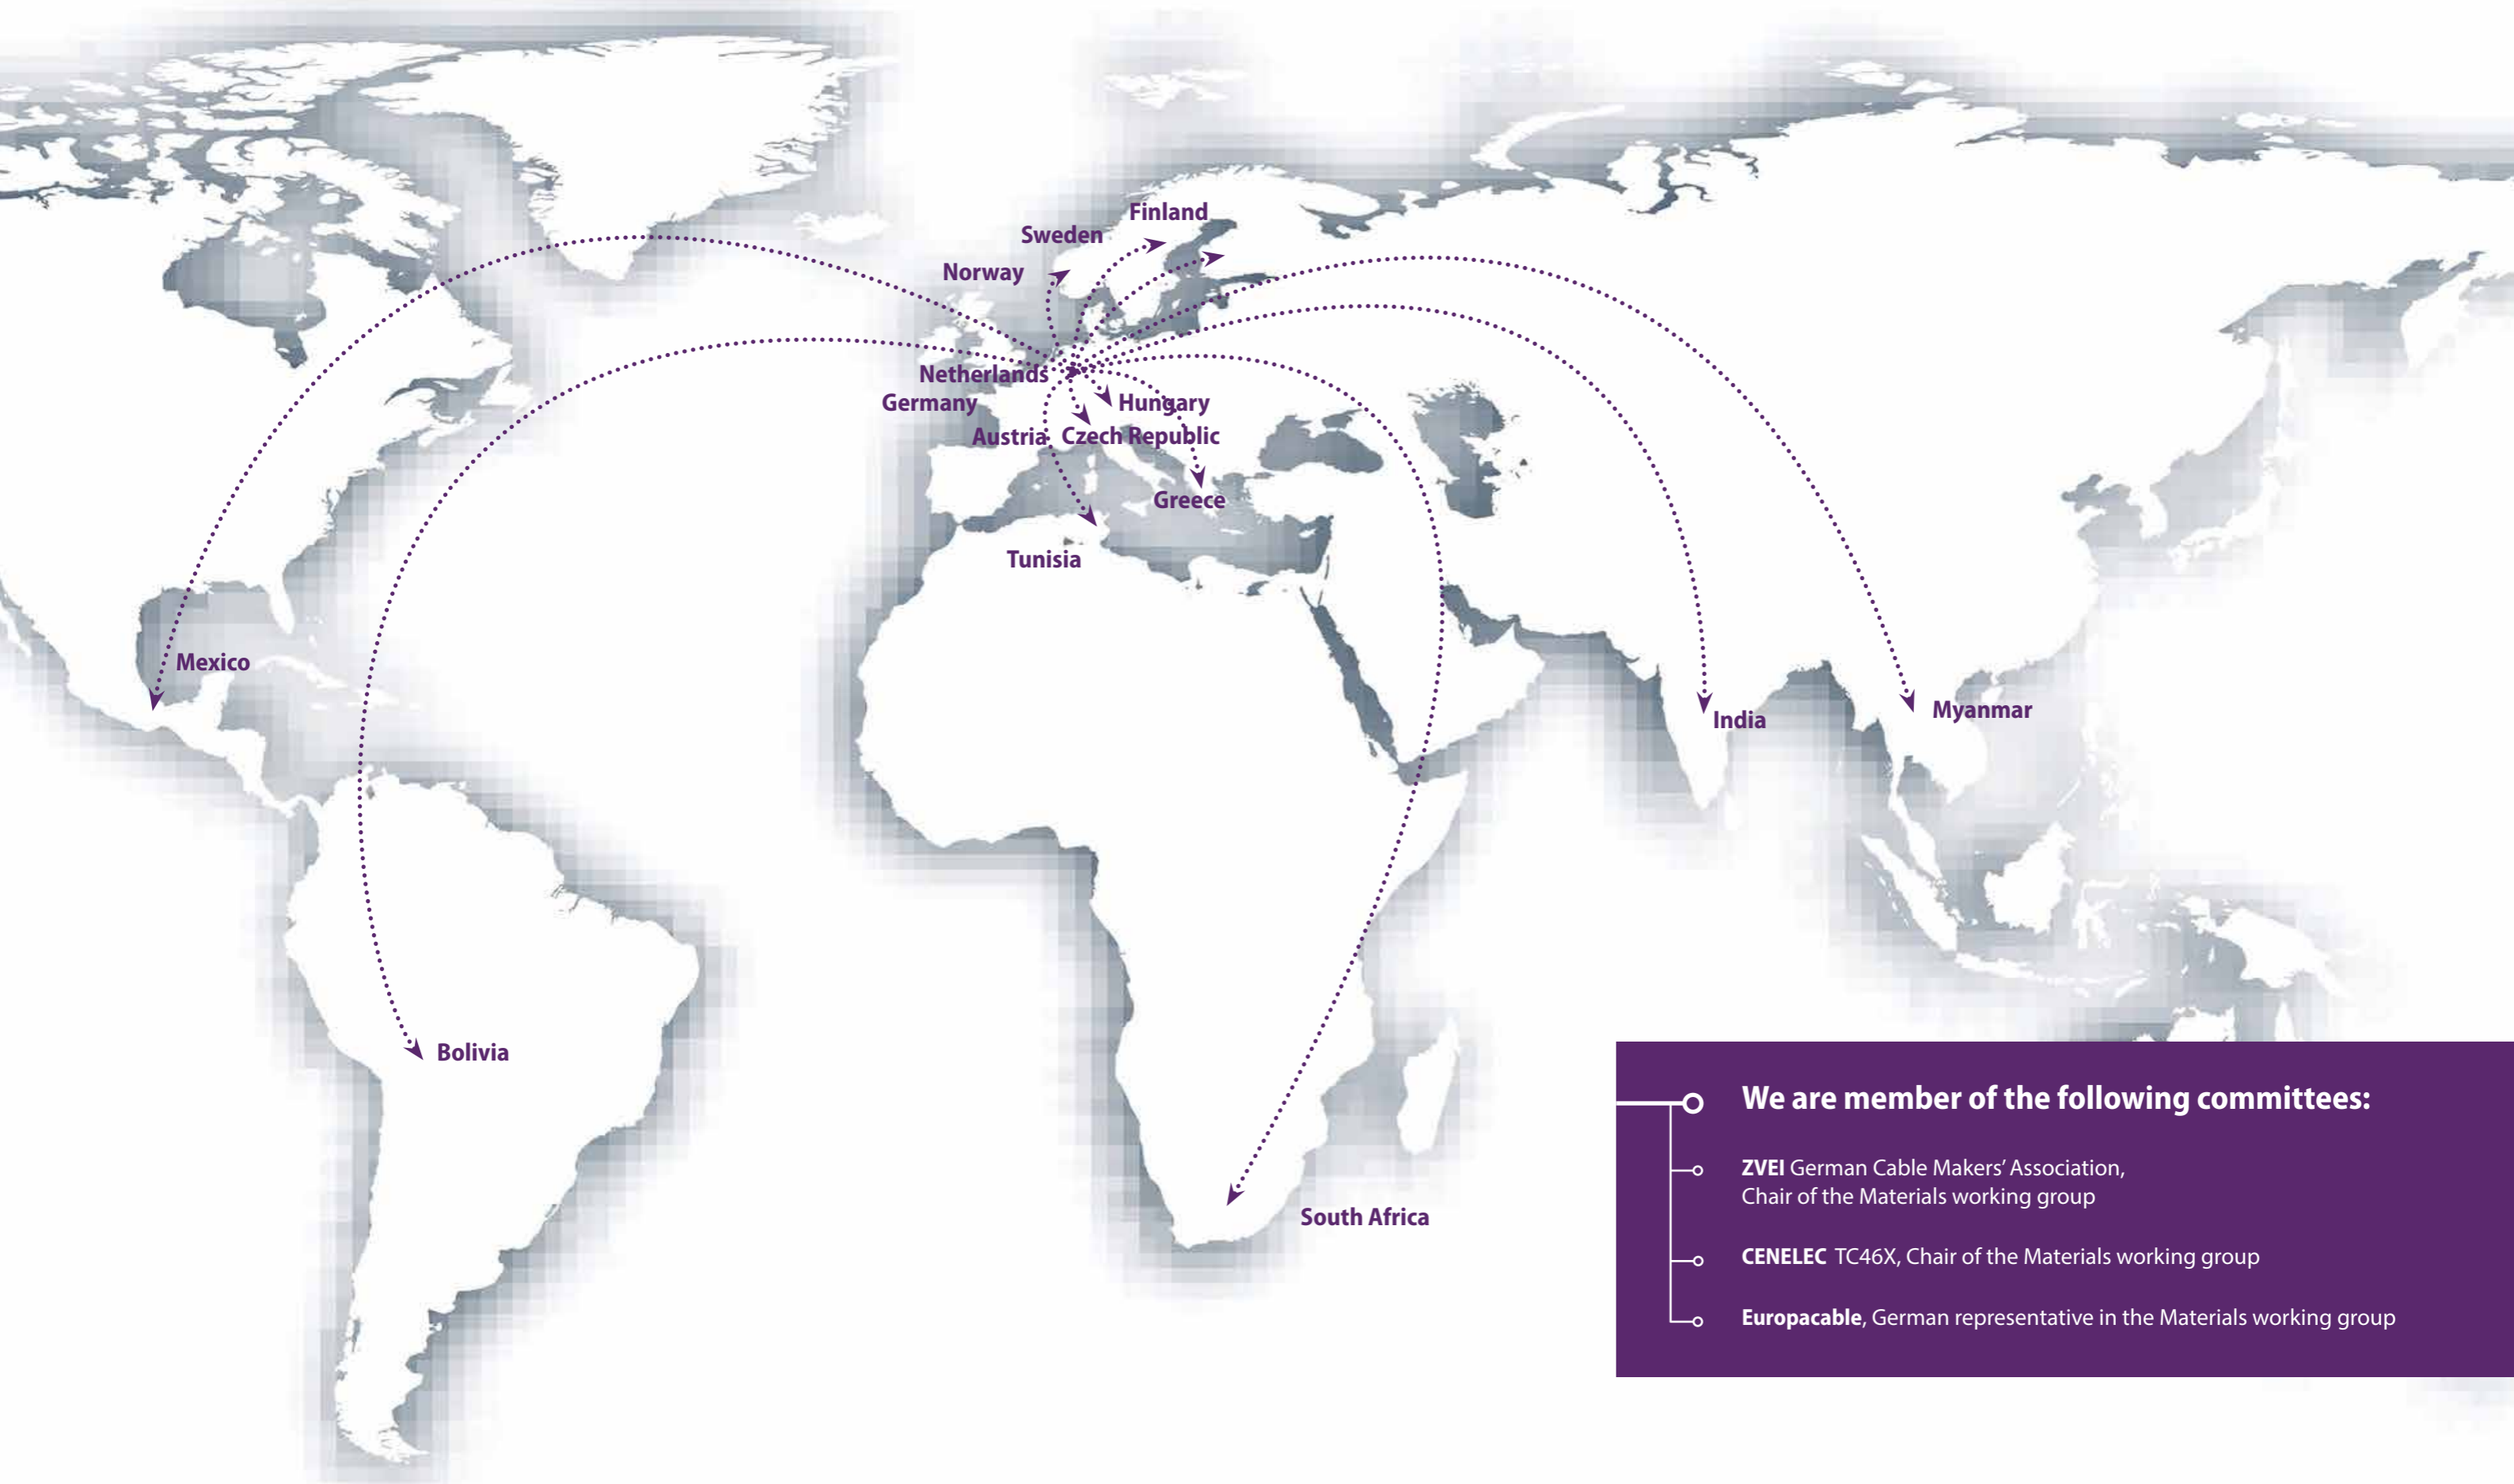 Finland
Sweden
Norway
Netherlands
Germany
Hungary
Austria
Czech Republic
Greece
Tunisia
Mexico
India
Myanmar
Bolivia
South Africa
We are member of the following committees:
ZVEI German Cable Makers’ Association,
Chair of the Materials working group
CENELEC TC46X, Chair of the Materials working group
Europacable, German representative in the Materials working group